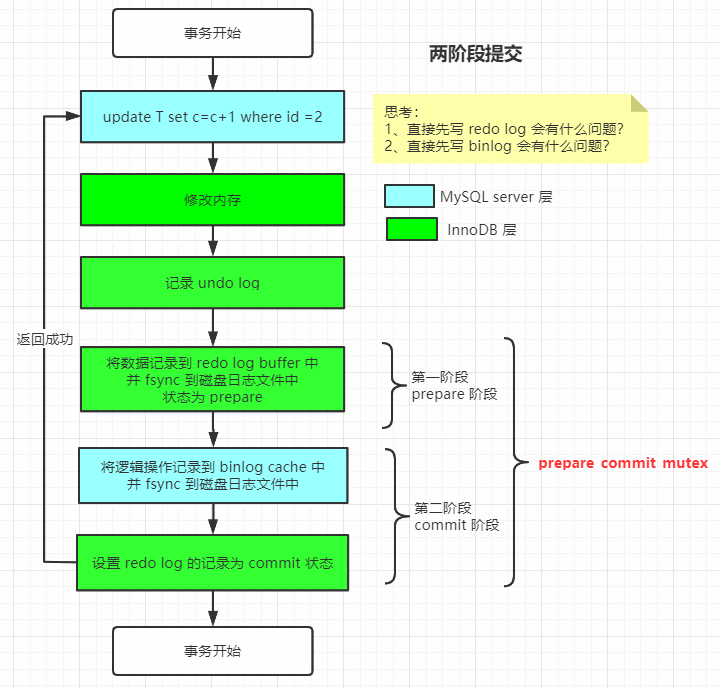 事务开始
两阶段提交
update T set c=c+1 where id =2
思考：
1、直接先写 redo log 会有什么问题？
2、直接先写 binlog 会有什么问题？
修改内存
MySQL server 层
InnoDB 层
记录 undo log
返回成功
将数据记录到 redo log buffer 中
并 fsync 到磁盘日志文件中
状态为 prepare
第一阶段
prepare 阶段
prepare commit mutex
将逻辑操作记录到 binlog cache 中
并 fsync 到磁盘日志文件中
第二阶段
commit 阶段
设置 redo log 的记录为 commit 状态
事务开始